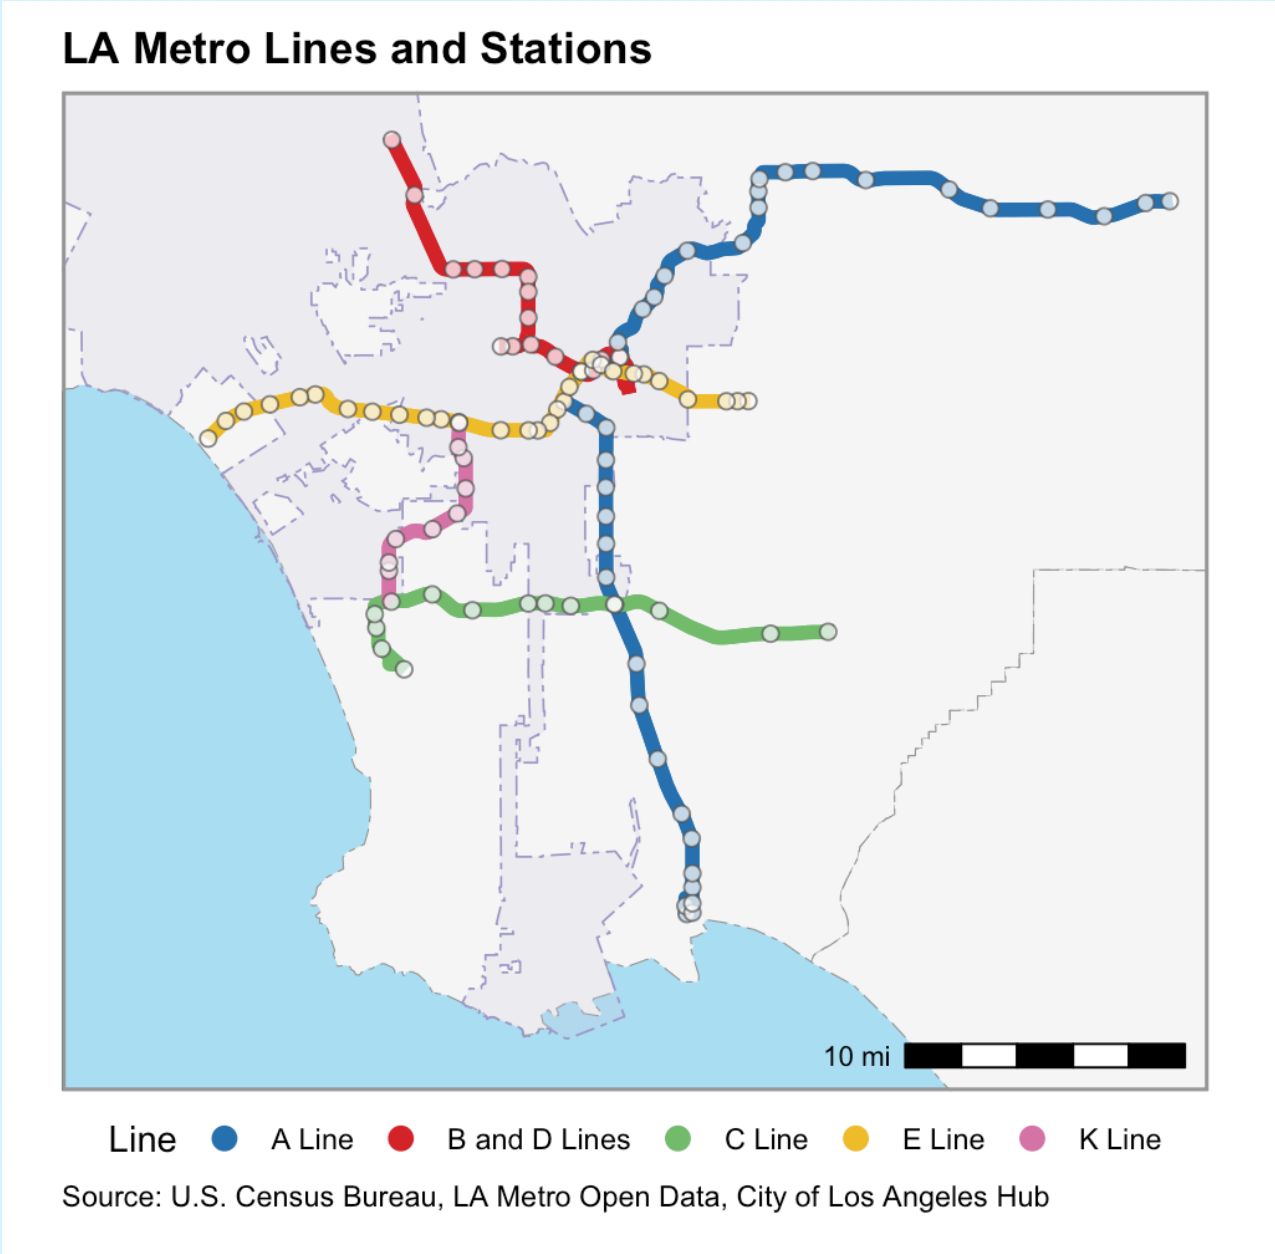 LA Metro Lines and Stations
10 mi
Line A Line B and D Lines C Line E Line K Line
Source: U.S. Census Bureau, LA Metro Open Data, City of Los Angeles Hub